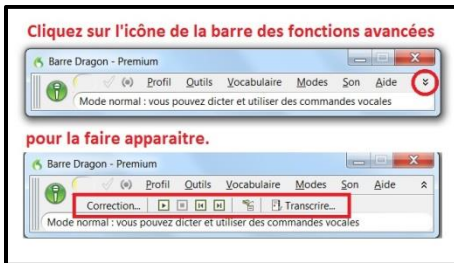 Cliquez sur l'icône de la barre des fonctions avancées
Barre Dragon - Premium
Profil Outils Vocabulaire Modes Son Aide
Mode normal : vous pouvez dicter et utiliser des commandes vocales
pour la faire apparaitre.
Barre Dragon - Premium
Profil Outils Vocabulaire Modes Son Aide
Correction... Transcrire...
Mode normal : vous pouvez dicter et utiliser des commandes vocales